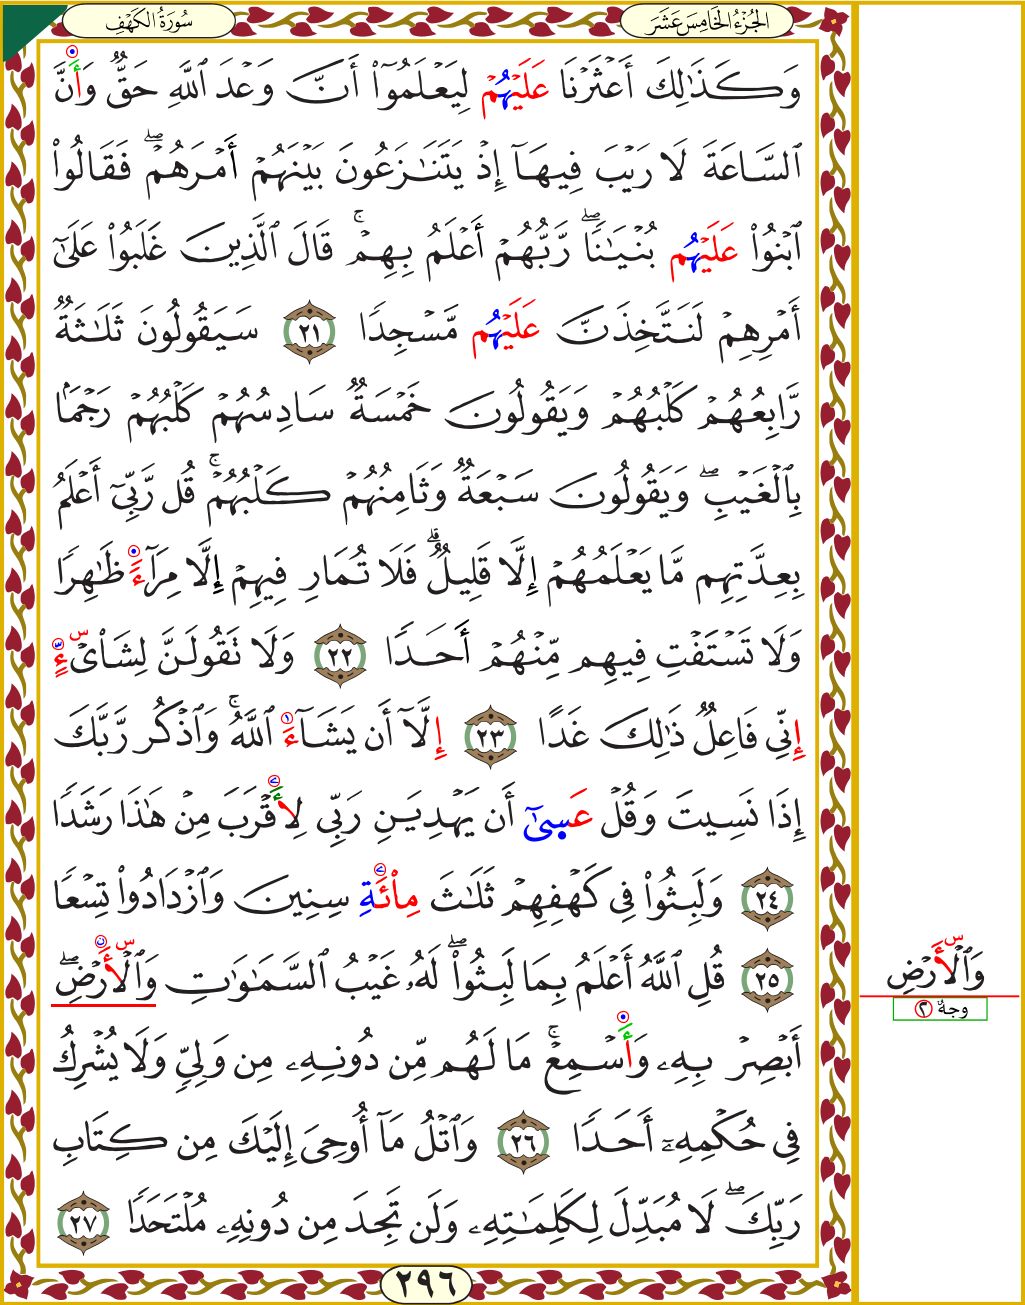 سُورَةُ الكَهْفِ
الجُزْءُ الخَامِسَ عَشَرَ
وَكَذَٰلِكَ أَعْثَرْنَا عَلَيْهُمْ لِيَعْلَمُوٓا۟ أَنَّ وَعْدَ ٱللَّهِ حَقٌّ وَأَنَّ
ٱلسَّاعَةَ لَا رَيْبَ فِيهَآ إِذْ يَتَنَٰزَعُونَ بَيْنَهُمْ أَمْرَهُمْ ۖ فَقَالُوا۟
ٱبْنُوا۟ عَلَيْهُم بُنْيَٰنًا ۖ رَّبُّهُمْ أَعْلَمُ بِهِمْ ۚ قَالَ ٱلَّذِينَ غَلَبُوا۟ عَلَىٰٓ
أَمْرِهِمْ لَنَتَّخِذَنَّ عَلَيْهُم مَّسْجِدًا ٢١ سَيَقُولُونَ ثَلَٰثَةٌ
رَّابِعُهُمْ كَلْبُهُمْ وَيَقُولُونَ خَمْسَةٌ سَادِسُهُمْ كَلْبُهُمْ رَجْمًۢا
بِٱلْغَيْبِ ۖ وَيَقُولُونَ سَبْعَةٌ وَثَامِنُهُمْ كَلْبُهُمْ ۚ قُل رَّبِّىٓ أَعْلَمُ
بِعِدَّتِهِم مَّا يَعْلَمُهُمْ إِلَّا قَلِيلٌ ۗ فَلَا تُمَارِ فِيهِمْ إِلَّا مِرَآءً ظَٰهِرًا
وَلَا تَسْتَفْتِ فِيهِم مِّنْهُمْ أَحَدًا ٢٢ وَلَا تَقُولَنَّ لِشَا۟ىْءٍ
إِنِّى فَاعِلٌ ذَٰلِكَ غَدًا ٢٣ إِلَّآ أَن يَشَآءَ ٱللَّهُ ۚ وَٱذْكُر رَّبَّكَ
إِذَا نَسِيتَ وَقُلْ عَسَىٰٓ أَن يَهْدِيَنِ رَبِّى لِأَقْرَبَ مِنْ هَٰذَا رَشَدًا
٢٤ وَلَبِثُوا۟ فِى كَهْفِهِمْ ثَلَٰثَ مِا۟ئَةٍ سِنِينَ وَٱزْدَادُوا۟ تِسْعًا
٢٥ قُلِ ٱللَّهُ أَعْلَمُ بِمَا لَبِثُوا۟ ۖ لَهُۥ غَيْبُ ٱلسَّمَٰوَٰتِ وَٱلْأَرْضِ ۖ
وَٱلْأَرْضِ
وجهٌ ٢
أَبْصِرْ بِهِۦ وَأَسْمِعْ ۚ مَا لَهُم مِّن دُونِهِۦ مِن وَلِىٍّ وَلَا يُشْرِكُ
فِى حُكْمِهِۦٓ أَحَدًا ٢٦ وَٱتْلُ مَآ أُوحِىَ إِلَيْكَ مِن كِتَابِ
رَبِّكَ ۖ لَا مُبَدِّلَ لِكَلِمَٰتِهِۦ وَلَن تَجِدَ مِن دُونِهِۦ مُلْتَحَدًا ٢٧
٢٩٦